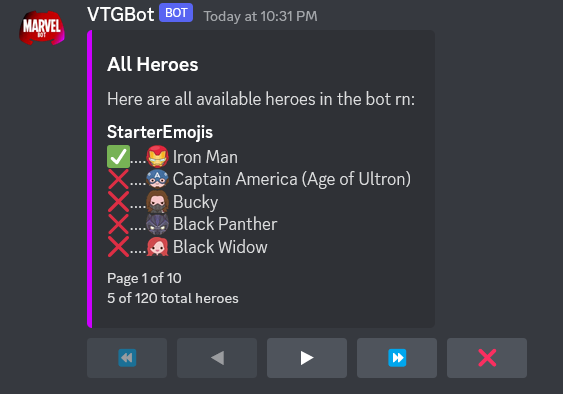 MARVEL
BOT
VTGBot BOT Today at 10:31 PM
All Heroes
Here are all available heroes in the bot rn:
StarterEmojis
✅....Iron Man
❌....Captain America (Age of Ultron)
❌....Bucky
❌....Black Panther
❌....Black Widow
Page 1 of 10
5 of 120 total heroes